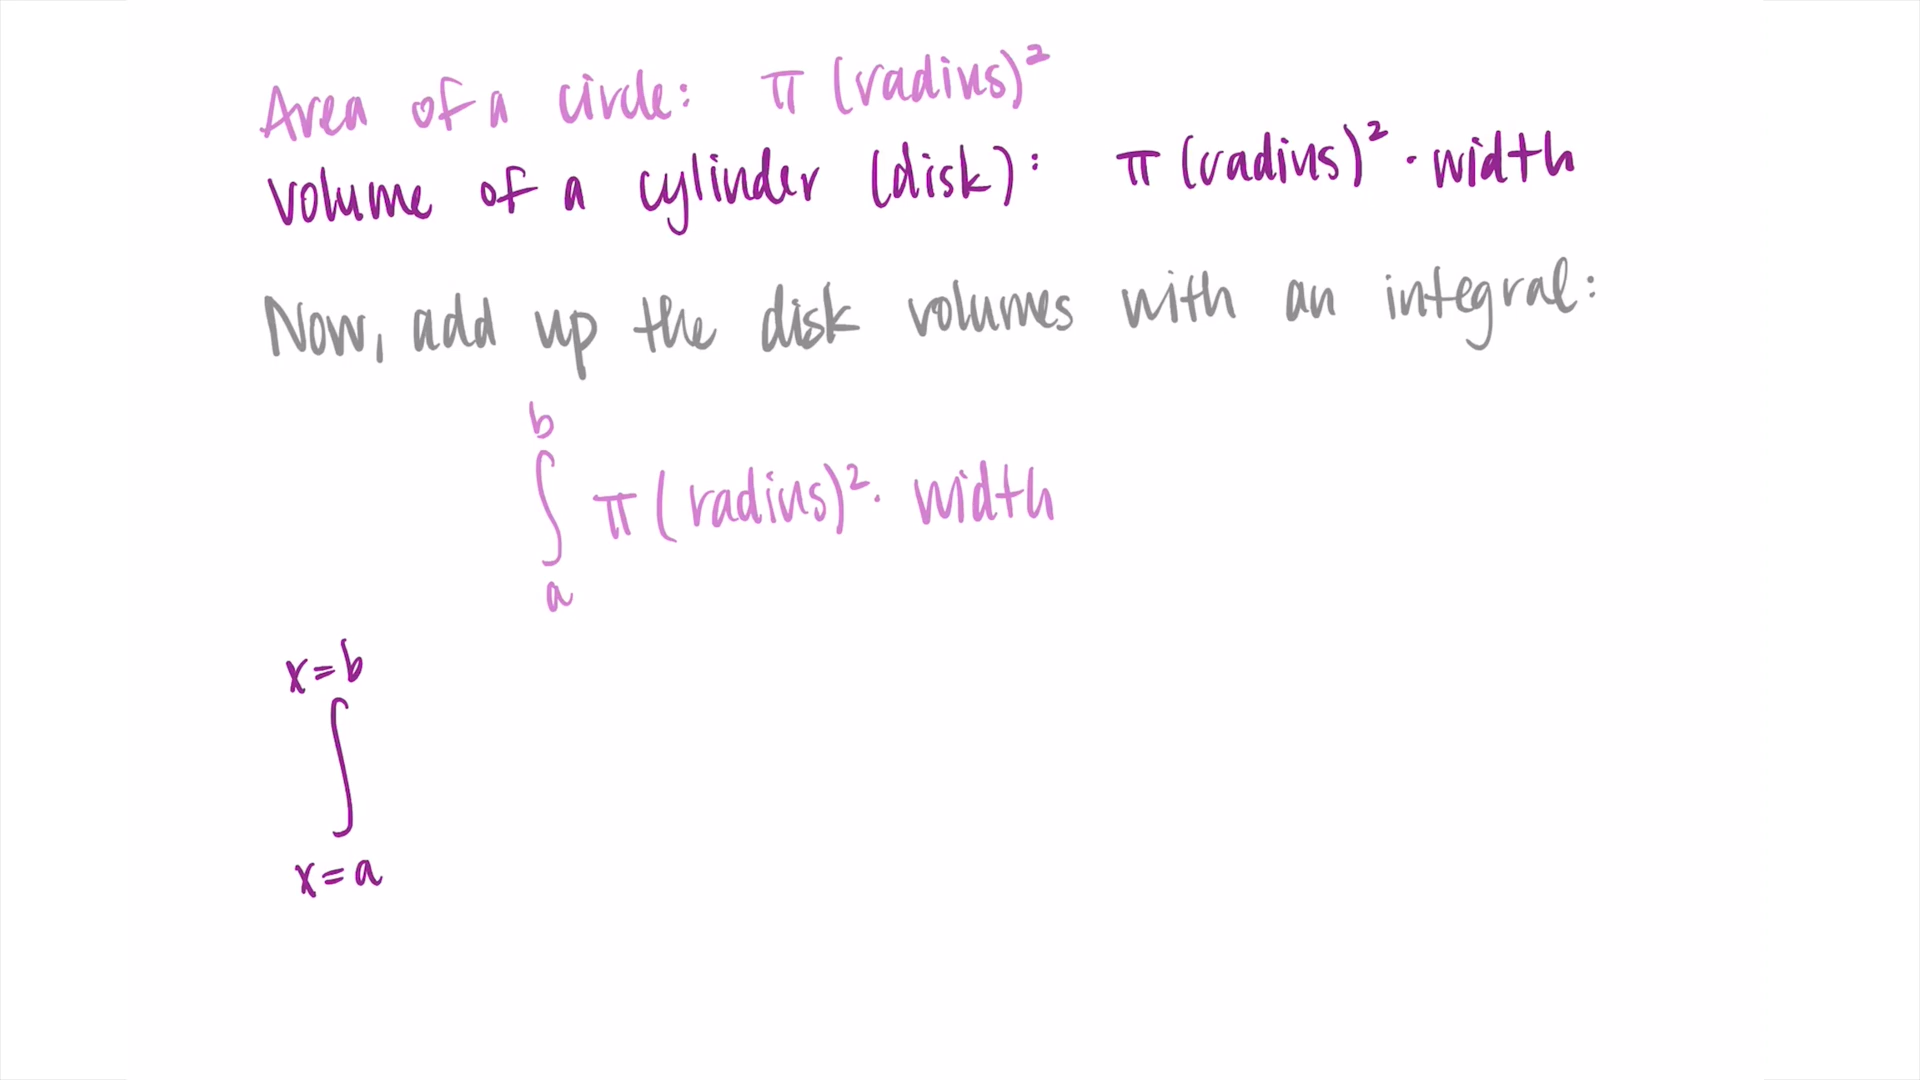 Area of a circle: π (radius)²
Volume of a cylinder (disk): π (radius)² · width
Now, add up the disk volumes with an integral:
b
∫ π (radius)² · width
a
x=b
∫
x=a